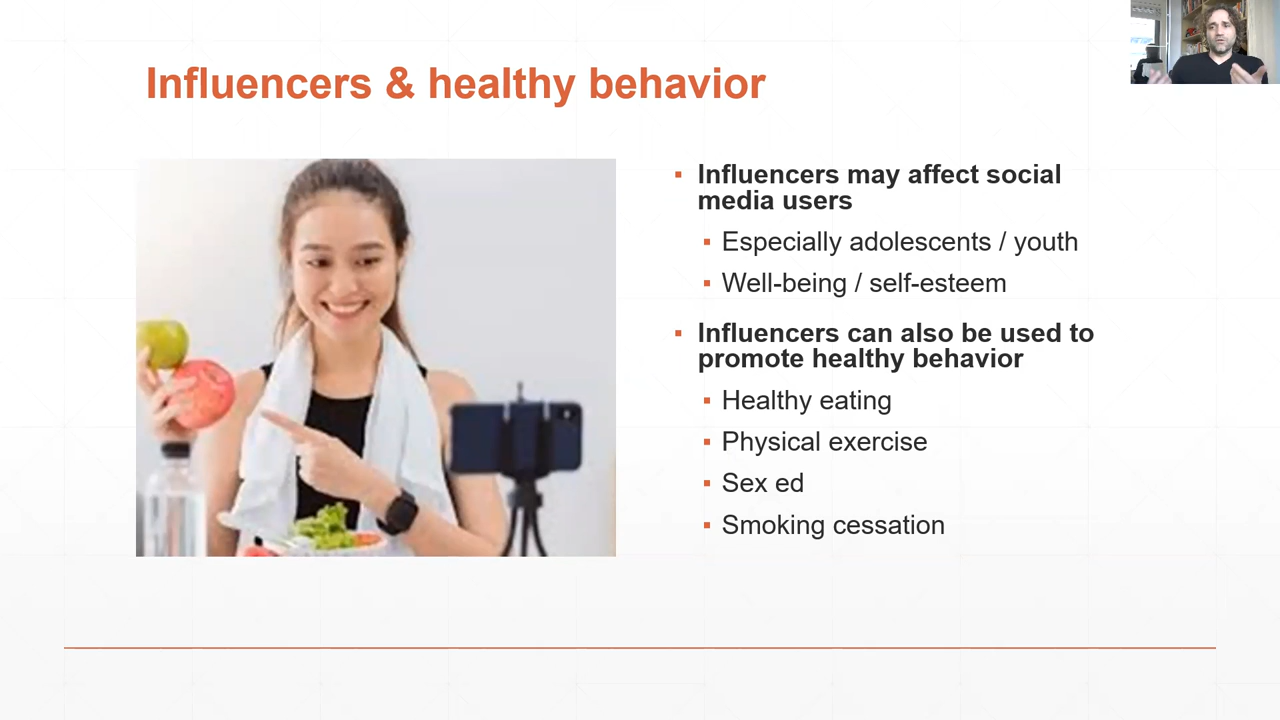 Influencers & healthy behavior
Influencers may affect social
media users
Especially adolescents / youth
Well-being / self-esteem
Influencers can also be used to
promote healthy behavior
Healthy eating
Physical exercise
Sex ed
Smoking cessation